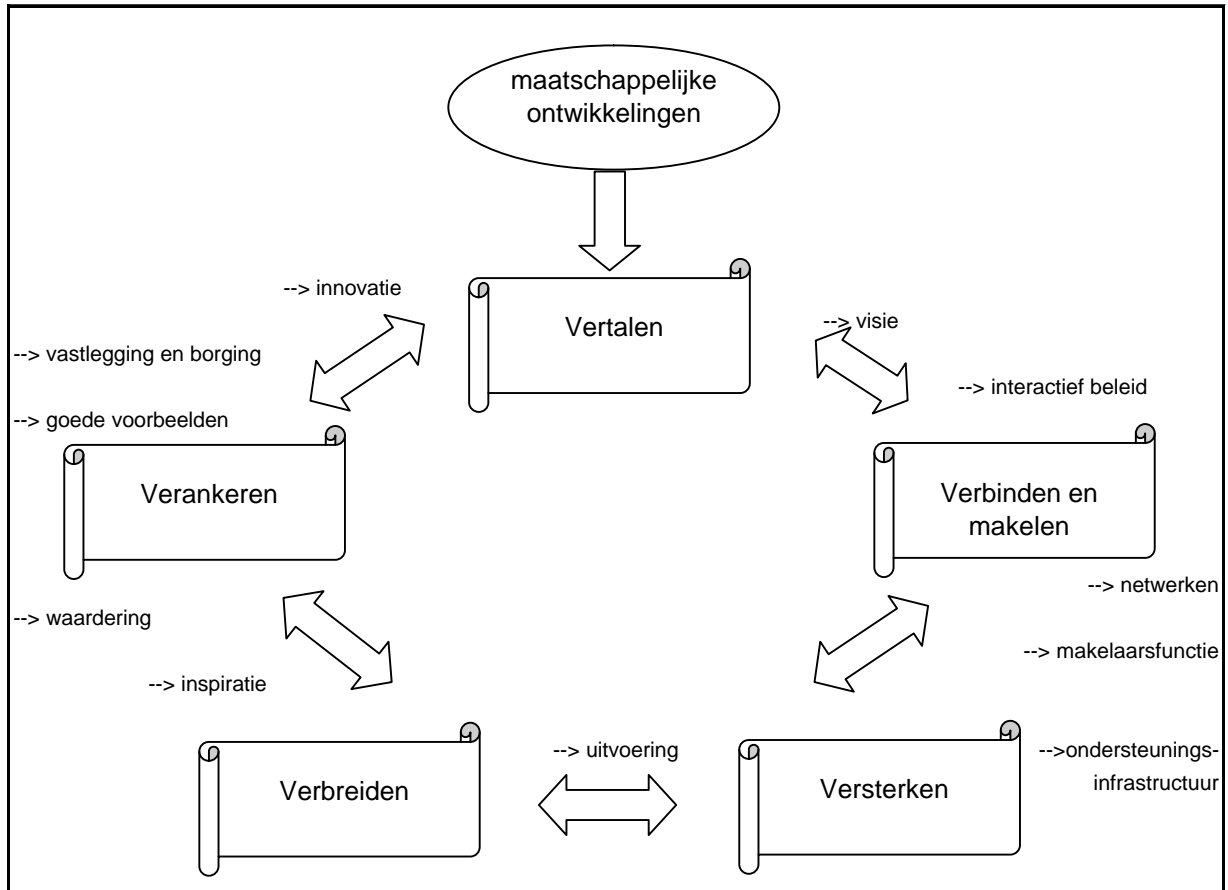 maatschappelijke
ontwikkelingen
--> innovatie
Vertalen
--> visie
--> vastlegging en borging
--> interactief beleid
--> goede voorbeelden
Verankeren
Verbinden en
makelen
--> netwerken
--> waardering
--> makelaarsfunctie
--> inspiratie
--> uitvoering
-->ondersteunings-
infrastructuur
Verbreiden
Versterken